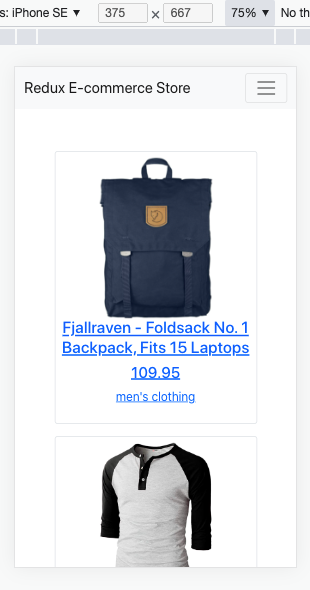 s: iPhone SE ▼ 375 × 667 75% ▼ No th
Redux E-commerce Store
Fjallraven - Foldsack No. 1
Backpack, Fits 15 Laptops
109.95
men's clothing